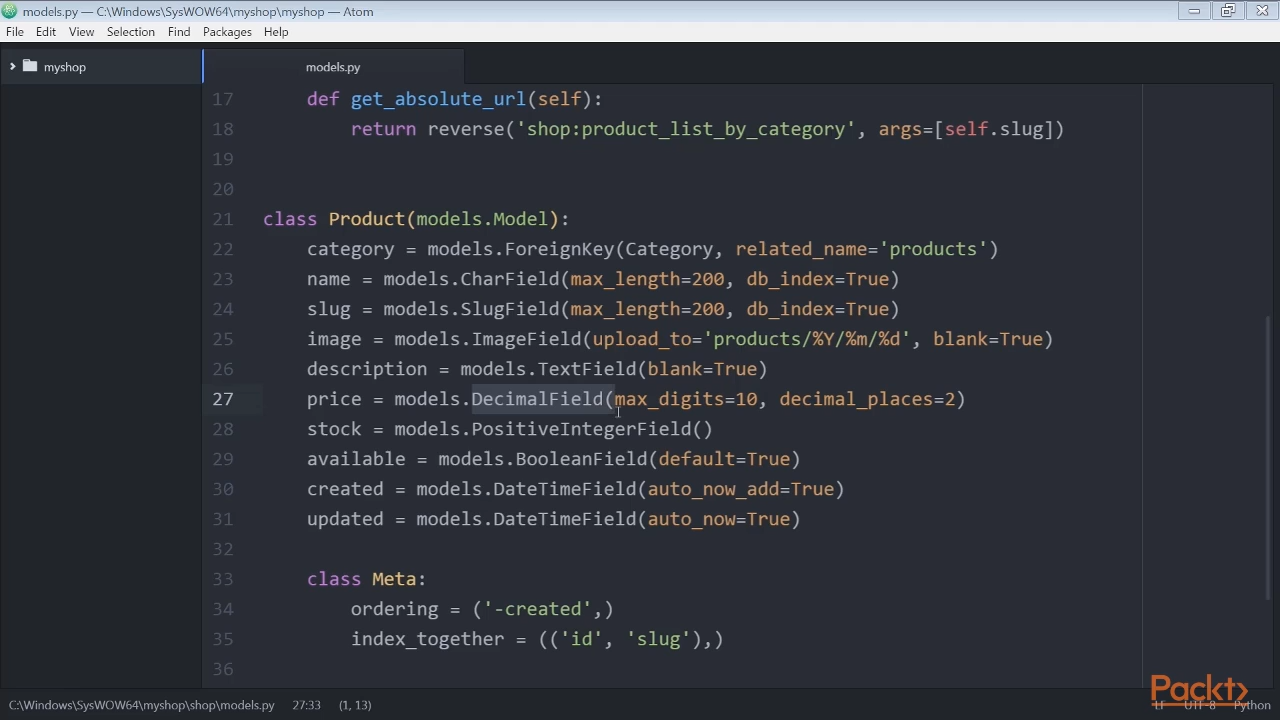 models.py — C:\Windows\SysWOW64\myshop\myshop — Atom
File Edit View Selection Find Packages Help
myshop
models.py
17 def get_absolute_url(self):
18 return reverse('shop:product_list_by_category', args=[self.slug])
19
20
21 class Product(models.Model):
22 category = models.ForeignKey(Category, related_name='products')
23 name = models.CharField(max_length=200, db_index=True)
24 slug = models.SlugField(max_length=200, db_index=True)
25 image = models.ImageField(upload_to='products/%Y/%m/%d', blank=True)
26 description = models.TextField(blank=True)
27 price = models.DecimalField(max_digits=10, decimal_places=2)
28 stock = models.PositiveIntegerField()
29 available = models.BooleanField(default=True)
30 created = models.DateTimeField(auto_now_add=True)
31 updated = models.DateTimeField(auto_now=True)
32
33 class Meta:
34 ordering = ('-created',)
35 index_together = (('id', 'slug'),)
36
Packt>
C:\Windows\SysWOW64\myshop\shop\models.py 27:33 (1, 13) LF UTF-8 Python